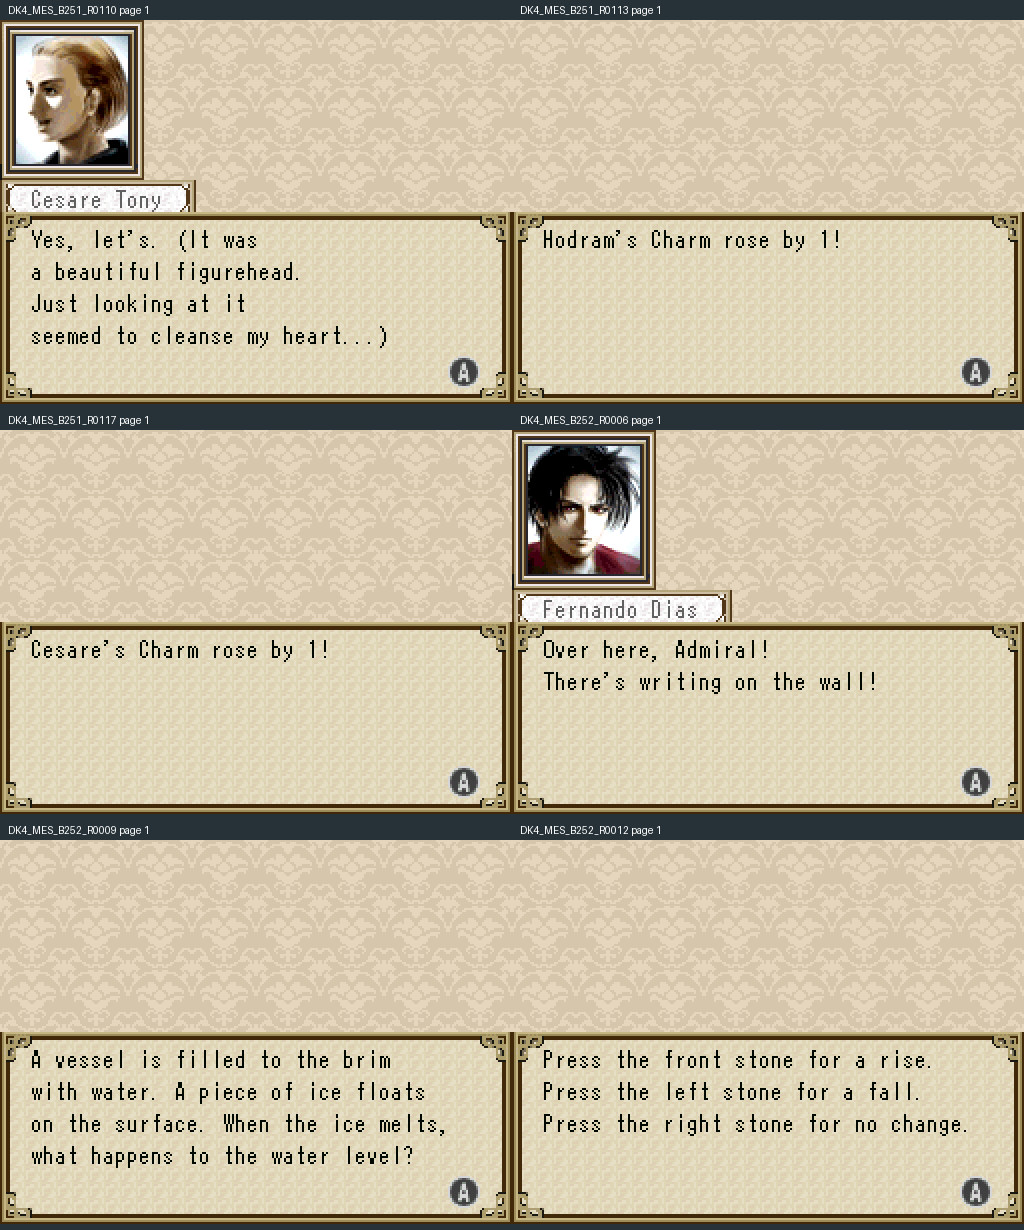 DK4_MES_B251_R0110 page 1
Cesare Tony
Yes, let's. (It was
a beautiful figurehead.
Just looking at it
seemed to cleanse my heart...)
A
DK4_MES_B251_R0113 page 1
Hodram's Charm rose by 1!
A
DK4_MES_B251_R0117 page 1
Cesare's Charm rose by 1!
A
DK4_MES_B252_R0006 page 1
Fernando Dias
Over here, Admiral!
There's writing on the wall!
A
DK4_MES_B252_R0009 page 1
A vessel is filled to the brim
with water. A piece of ice floats
on the surface. When the ice melts,
what happens to the water level?
A
DK4_MES_B252_R0012 page 1
Press the front stone for a rise.
Press the left stone for a fall.
Press the right stone for no change.
A